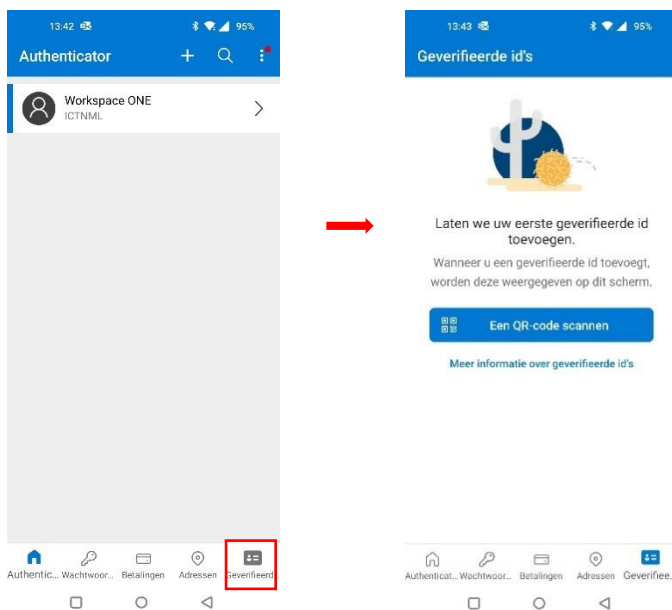 13:42
95%
Authenticator
Workspace ONE
ICTNML
Authentic... Wachtwoor... Betalingen Adressen Geverifieerd.
13:43
95%
Geverifieerde id's
Laten we uw eerste geverifieerde id
toevoegen.
Wanneer u een geverifieerde id toevoegt,
worden deze weergegeven op dit scherm.
Een QR-code scannen
Meer informatie over geverifieerde id's
Authenticat... Wachtwoor... Betalingen Adressen Geverifiee..